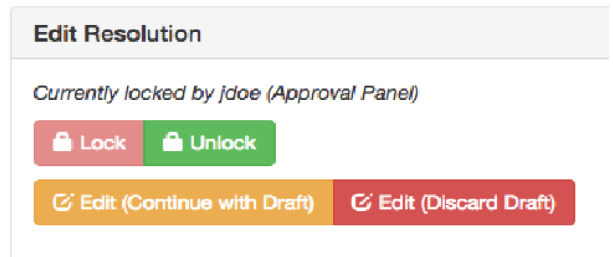 Edit Resolution
Currently locked by jdoe (Approval Panel)
Lock Unlock
Edit (Continue with Draft) Edit (Discard Draft)